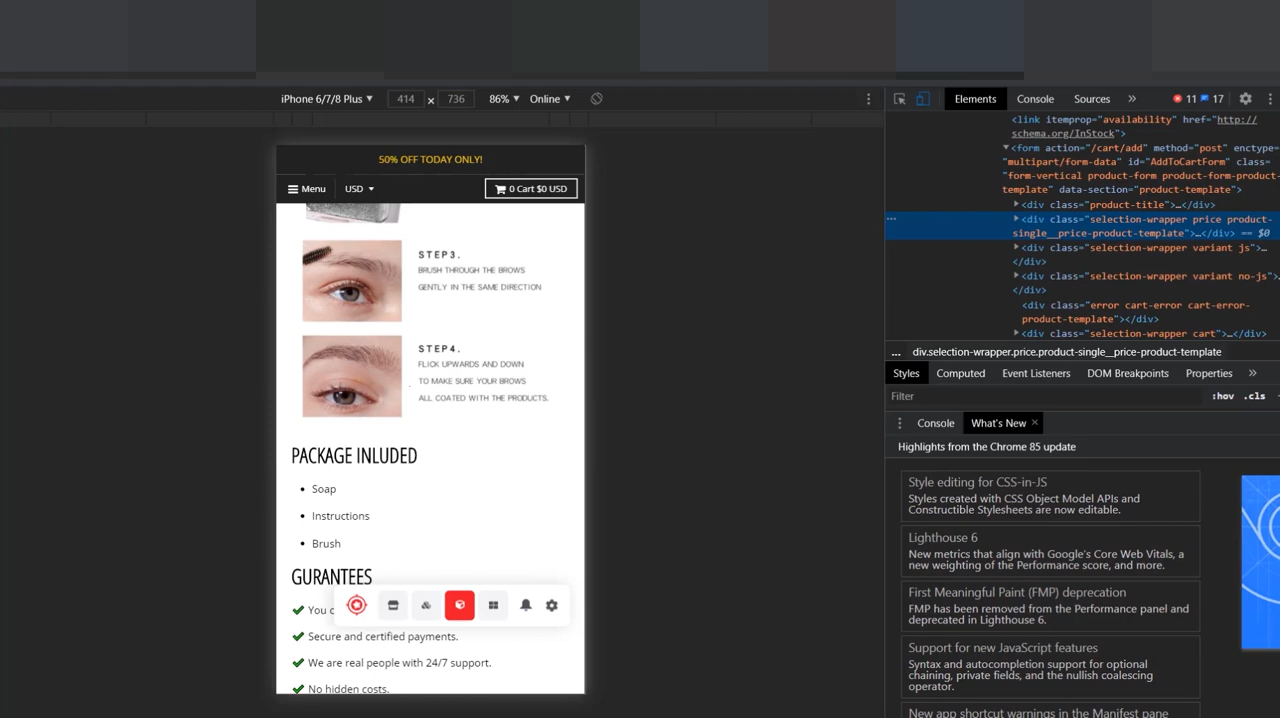 iPhone 6/7/8 Plus ▼ 414 × 736 86% ▼ Online ▼
Elements Console Sources » 11 17
50% OFF TODAY ONLY!
Menu USD 0 Cart $0 USD
STEP3.
BRUSH THROUGH THE BROWS
GENTLY IN THE SAME DIRECTION
STEP4.
FLICK UPWARDS AND DOWN
TO MAKE SURE YOUR BROWS
ALL COATED WITH THE PRODUCTS.
PACKAGE INLUDED
• Soap
• Instructions
• Brush
GURANTEES
You
Secure and certified payments.
We are real people with 24/7 support.
No hidden costs.
<link itemprop="availability" href="http://
schema.org/InStock">
▼<form action="/cart/add" method="post" enctype=
"multipart/form-data" id="AddToCartForm" class=
"form-vertical product-form product-form-product-
template" data-section="product-template">
▶<div class="product-title">…</div>
… ▶<div class="selection-wrapper price product-
single__price-product-template">…</div> == $0
▶<div class="selection-wrapper variant js">…
</div>
▶<div class="selection-wrapper variant no-js">…
</div>
<div class="error cart-error cart-error-
product-template"></div>
▶<div class="selection-wrapper cart">…</div>
... div.selection-wrapper.price.product-single__price-product-template
Styles Computed Event Listeners DOM Breakpoints Properties »
Filter :hov .cls
Console What's New ×
Highlights from the Chrome 85 update
Style editing for CSS-in-JS
Styles created with CSS Object Model APIs and
Constructible Stylesheets are now editable.
Lighthouse 6
New metrics that align with Google's Core Web Vitals, a
new weighting of the Performance score, and more.
First Meaningful Paint (FMP) deprecation
FMP has been removed from the Performance panel and
deprecated in Lighthouse 6.
Support for new JavaScript features
Syntax and autocompletion support for optional
chaining, private fields, and the nullish coalescing
operator.
New app shortcut warnings in the Manifest pane